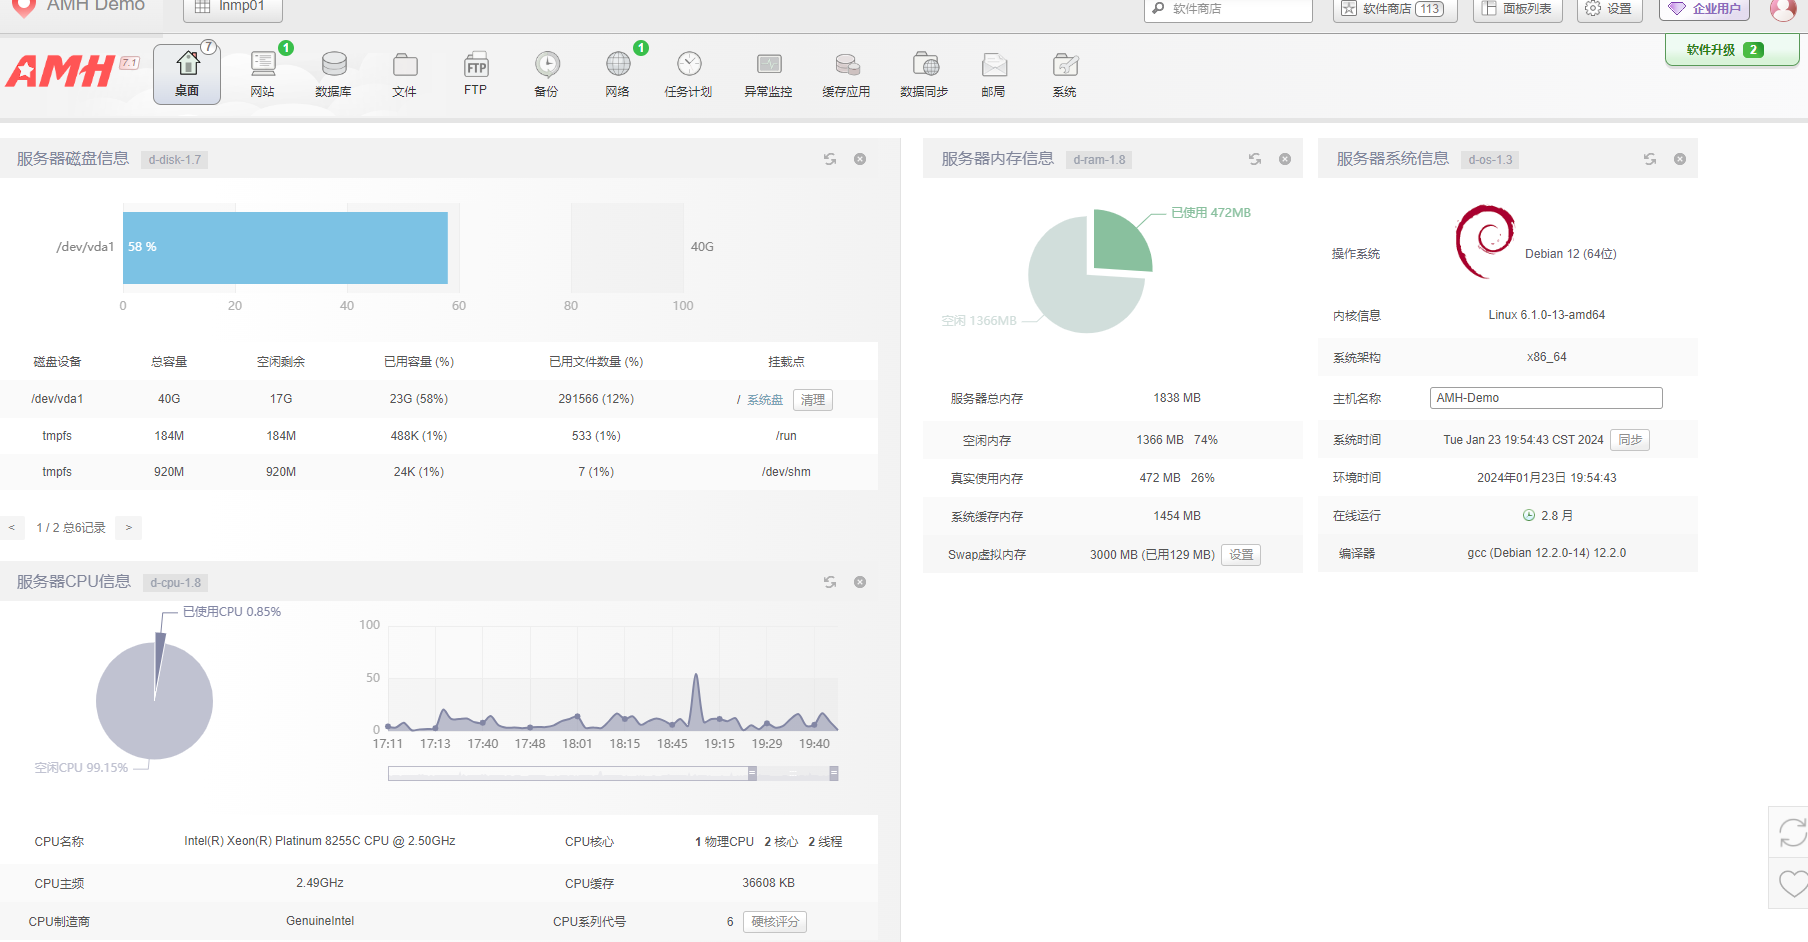 AMH Demo
lnmp01
软件商店
软件商店 113
面板列表
设置
企业用户
AMH 7.1
桌面 7
网站 1
数据库
文件
FTP
FTP
备份
网络 1
任务计划
异常监控
缓存应用
数据同步
邮局
系统
软件升级 2
服务器磁盘信息 d-disk-1.7
/dev/vda1 58 % 40G
0 20 40 60 80 100
磁盘设备 总容量 空闲剩余 已用容量 (%) 已用文件数量 (%) 挂载点
/dev/vda1 40G 17G 23G (58%) 291566 (12%) / 系统盘 清理
tmpfs 184M 184M 488K (1%) 533 (1%) /run
tmpfs 920M 920M 24K (1%) 7 (1%) /dev/shm
< 1 / 2 总6记录 >
服务器CPU信息 d-cpu-1.8
已使用CPU 0.85%
空闲CPU 99.15%
100
50
0
17:11 17:13 17:40 17:48 18:01 18:15 18:45 19:15 19:29 19:40
CPU名称 Intel(R) Xeon(R) Platinum 8255C CPU @ 2.50GHz CPU核心 1 物理CPU 2 核心 2 线程
CPU主频 2.49GHz CPU缓存 36608 KB
CPU制造商 GenuineIntel CPU系列代号 6 硬核评分
服务器内存信息 d-ram-1.8
已使用 472MB
空闲 1366MB
服务器总内存 1838 MB
空闲内存 1366 MB 74%
真实使用内存 472 MB 26%
系统缓存内存 1454 MB
Swap虚拟内存 3000 MB (已用129 MB) 设置
服务器系统信息 d-os-1.3
操作系统 Debian 12 (64位)
内核信息 Linux 6.1.0-13-amd64
系统架构 x86_64
主机名称 AMH-Demo
系统时间 Tue Jan 23 19:54:43 CST 2024 同步
环境时间 2024年01月23日 19:54:43
在线运行 2.8 月
编译器 gcc (Debian 12.2.0-14) 12.2.0